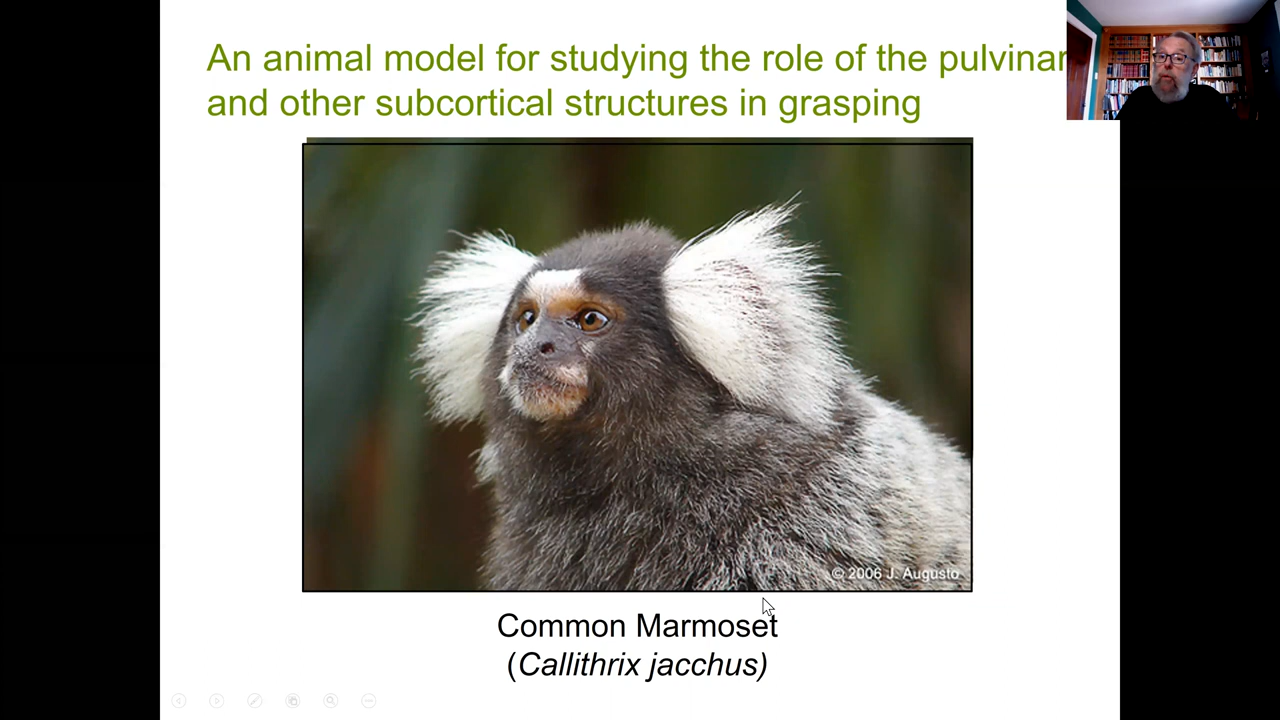 An animal model for studying the role of the pulvinar
and other subcortical structures in grasping
© 2006 J. Augusto
Common Marmoset
(Callithrix jacchus)